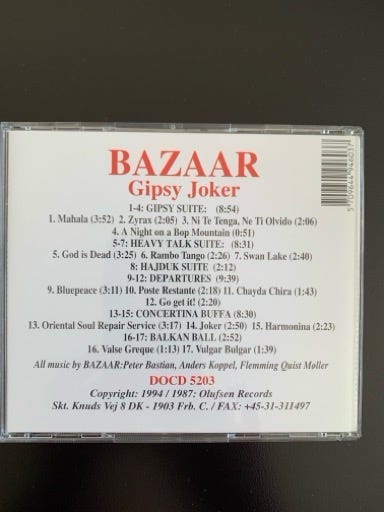 BAZAAR
Gipsy Joker
1-4: GIPSY SUITE: (8:54)
1. Mahala (3:52) 2. Zyrax (2:05) 3. Ni Te Tenga, Ne Ti Olvido (2:06)
4. A Night on a Bop Mountain (0:51)
5-7: HEAVY TALK SUITE: (8:31)
5. God is Dead (3:25) 6. Rambo Tango (2:26) 7. Swan Lake (2:40)
8: HAJDUK SUITE (2:12)
9-12: DEPARTURES (9:39)
9. Bluepeace (3:11) 10. Poste Restante (2:18) 11. Chayda Chira (1:43)
12. Go get it! (2:20)
13-15: CONCERTINA BUFFA (8:30)
13. Oriental Soul Repair Service (3:17) 14. Joker (2:50) 15. Harmonina (2:23)
16-17: BALKAN BALL (2:52)
16. Valse Greque (1:13) 17. Vulgar Bulgar (1:39)
All music by BAZAAR:Peter Bastian, Anders Koppel, Flemming Quist Møller
DOCD 5203
Copyright: 1994 / 1987: Olufsen Records
Skt. Knuds Vej 8 DK - 1903 Frb. C. / FAX: +45-31-311497